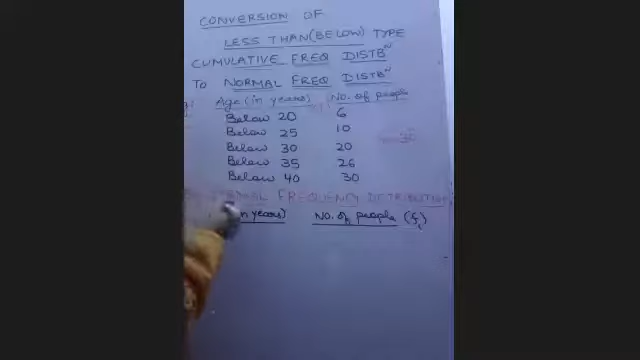 CONVERSION OF
LESS THAN (BELOW) TYPE
CUMULATIVE FREQ DISTBN
TO NORMAL FREQ DISTBN
Age (in years) No. of people
Below 20 6
Below 25 10
Below 30 20
Below 35 26
Below 40 30
NORMAL FREQUENCY DISTRIBUTION
in years) No. of people (fi)